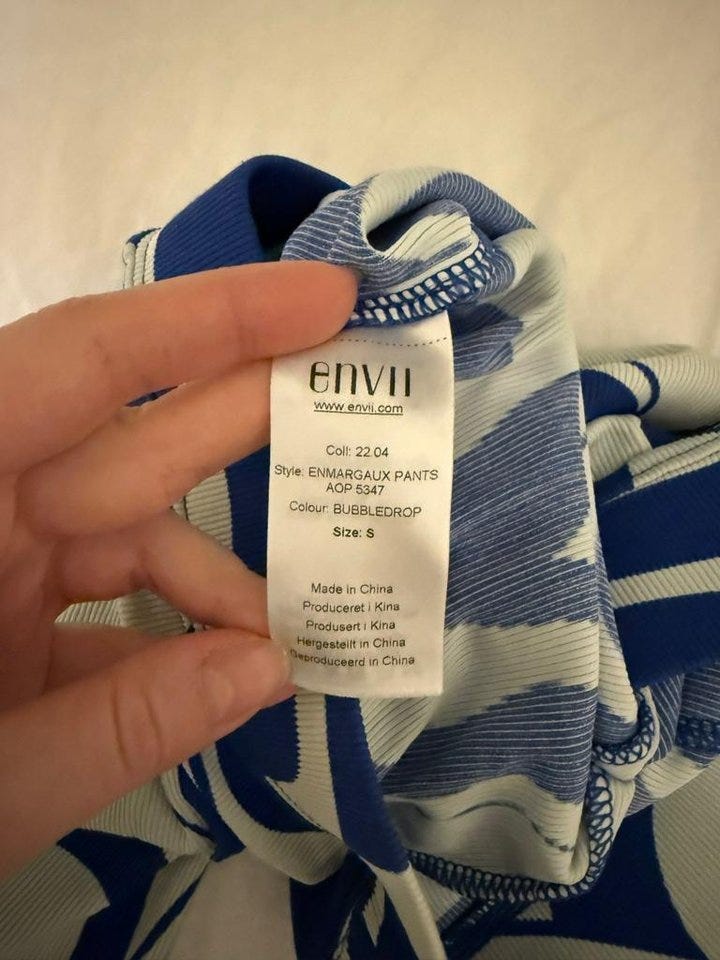 envii
www.envii.com
Coll: 22.04
Style: ENMARGAUX PANTS
AOP 5347
Colour: BUBBLEDROP
Size: S
Made in China
Produceret i Kina
Produsert i Kina
Hergestellt in China
Geproduceerd in China